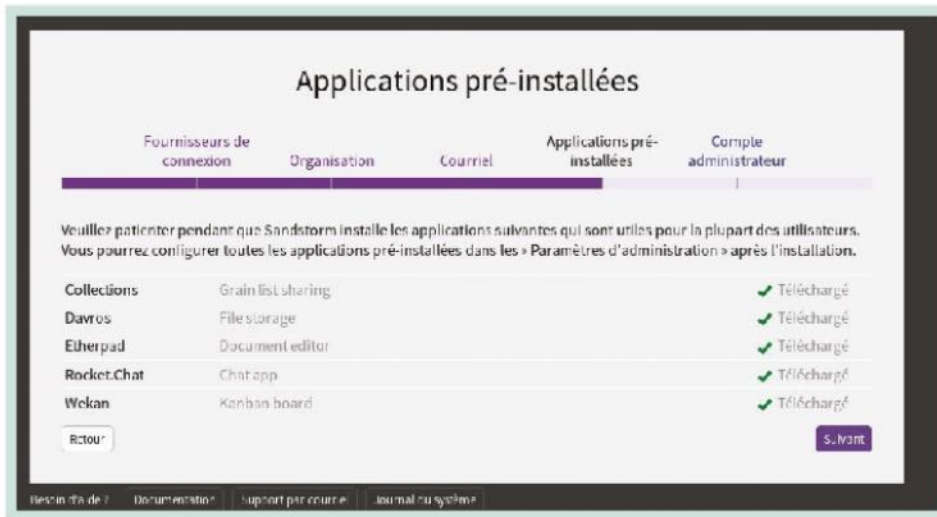 Applications pré-installées
Fournisseurs de
connexion
Organisation
Courriel
Applications pré-
installées
Compte
administrateur
Veuillez patienter pendant que Sandstorm installe les applications suivantes qui sont utiles pour la plupart des utilisateurs.
Vous pourrez configurer toutes les applications pré-installées dans les « Paramètres d'administration » après l'installation.
Collections Grain list sharing Téléchargé
Davros File storage Téléchargé
Etherpad Document editor Téléchargé
Rocket.Chat Chat app Téléchargé
Wekan Kanban board Téléchargé
Retour Suivant
Besoin d'aide ? Documentation Support par courriel Journal du système